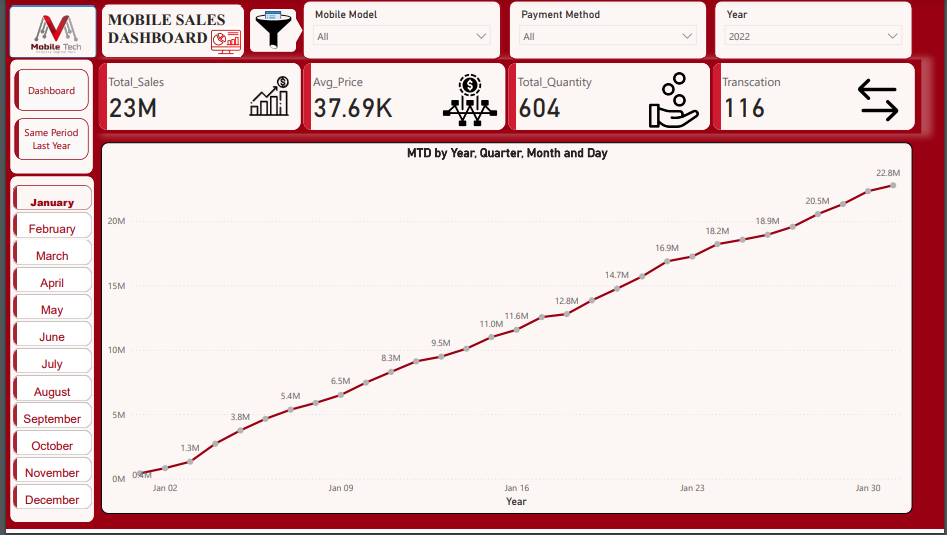 Mobile Tech
MOBILE SALES
DASHBOARD
Mobile Model
All
Payment Method
All
Year
2022
Dashboard
Same Period
Last Year
Total_Sales
23M
Avg_Price
37.69K
Total_Quantity
604
Transcation
116
January
February
March
April
May
June
July
August
September
October
November
December
MTD by Year, Quarter, Month and Day
20M
15M
10M
5M
0M
0.4M
1.3M
3.8M
5.4M
6.5M
8.3M
9.5M
11.0M
11.6M
12.8M
14.7M
16.9M
18.2M
18.9M
20.5M
22.8M
Jan 02
Jan 09
Jan 16
Jan 23
Jan 30
Year